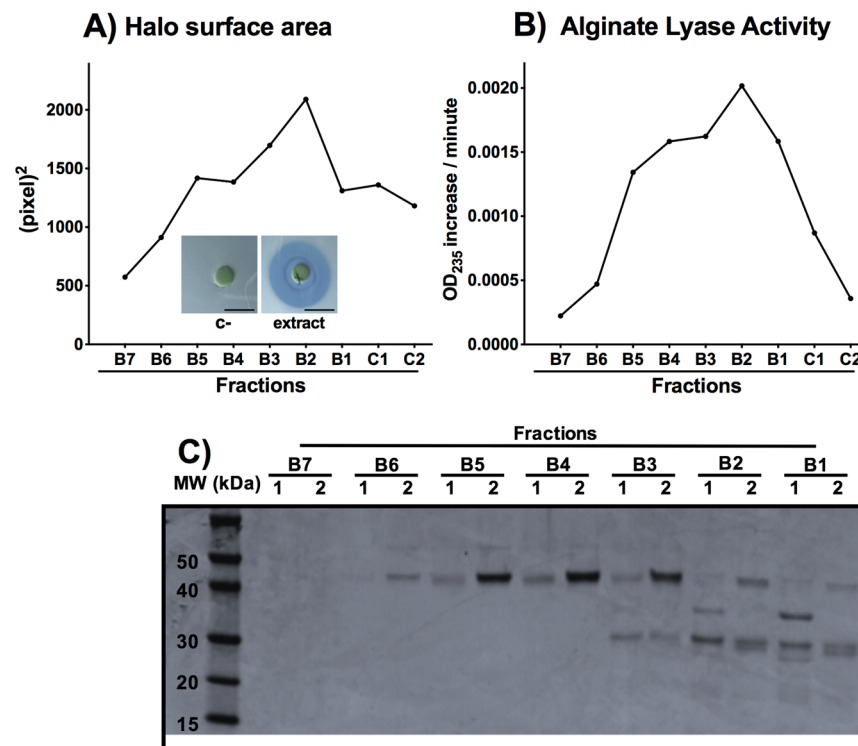 A) Halo surface area
(pixel)²
2000
1500
1000
500
0
c-
extract
B7 B6 B5 B4 B3 B2 B1 C1 C2
Fractions
B) Alginate Lyase Activity
OD₂₃₅ increase / minute
0.0020
0.0015
0.0010
0.0005
0.0000
B7 B6 B5 B4 B3 B2 B1 C1 C2
Fractions
C)
Fractions
B7 B6 B5 B4 B3 B2 B1
MW (kDa) 1 2 1 2 1 2 1 2 1 2 1 2 1 2
50
40
30
20
15